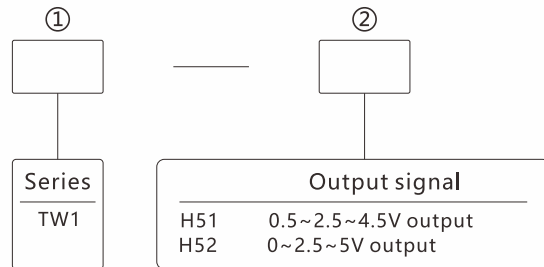 ① ②
Series
TW1
Output signal
H51 0.5~2.5~4.5V output
H52 0~2.5~5V output